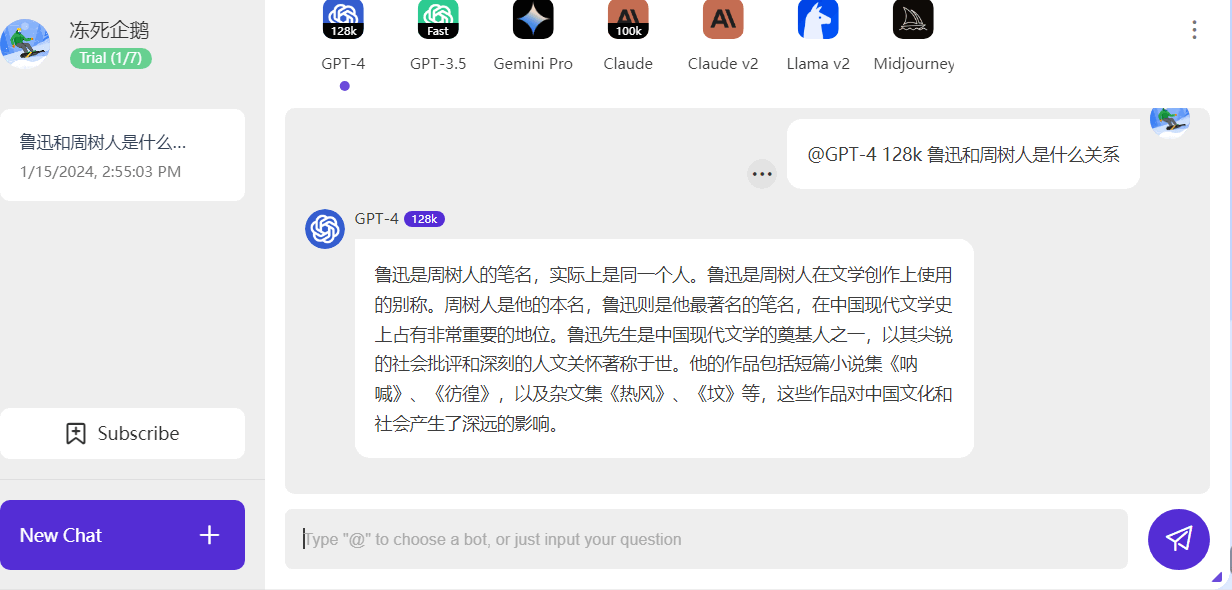 冻死企鹅
Trial (1/7)
鲁迅和周树人是什么...
1/15/2024, 2:55:03 PM
Subscribe
New Chat
128k
Fast
100k
GPT-4
GPT-3.5
Gemini Pro
Claude
Claude v2
Llama v2
Midjourney
@GPT-4 128k 鲁迅和周树人是什么关系
GPT-4 128k
鲁迅是周树人的笔名，实际上是同一个人。鲁迅是周树人在文学创作上使用
的别称。周树人是他的本名，鲁迅则是他最著名的笔名，在中国现代文学史
上占有非常重要的地位。鲁迅先生是中国现代文学的奠基人之一，以其尖锐
的社会批评和深刻的人文关怀著称于世。他的作品包括短篇小说集《呐
喊》、《彷徨》，以及杂文集《热风》、《坟》等，这些作品对中国文化和
社会产生了深远的影响。
Type "@" to choose a bot, or just input your question